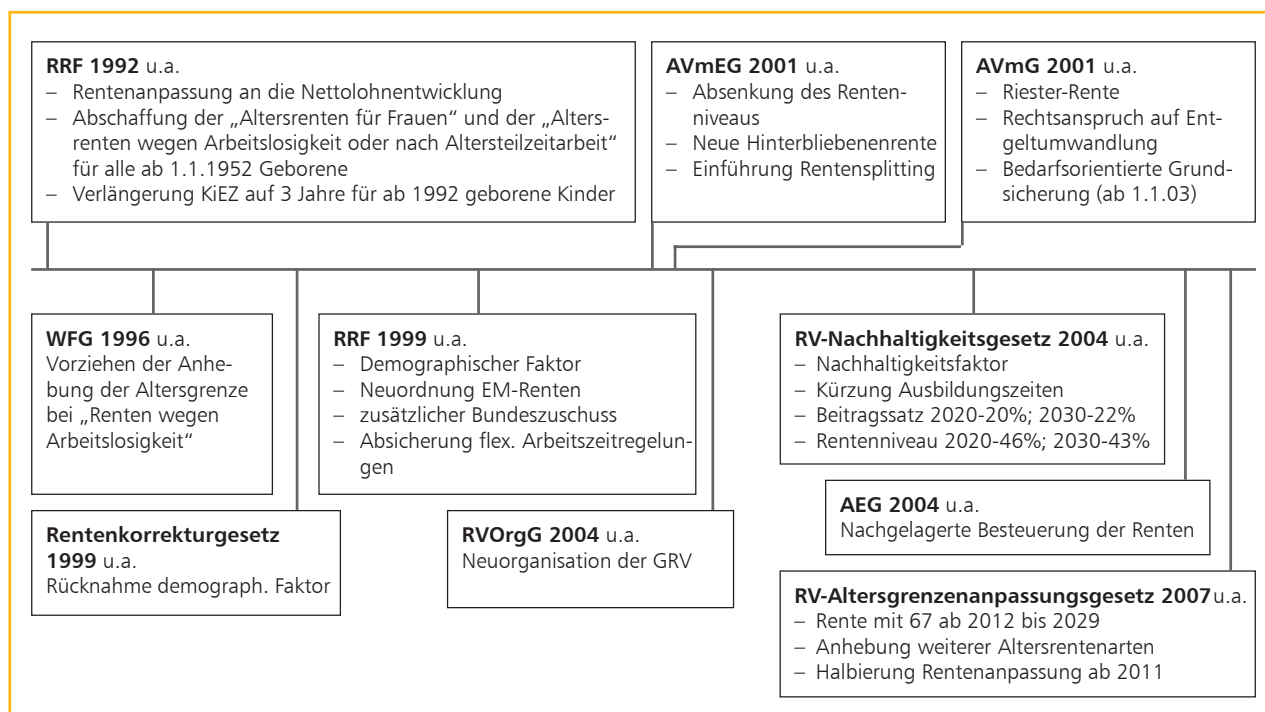 RRF 1992 u.a.
– Rentenanpassung an die Nettolohnentwicklung
– Abschaffung der „Altersrenten für Frauen“ und der „Alters-
renten wegen Arbeitslosigkeit oder nach Altersteilzeitarbeit“
für alle ab 1.1.1952 Geborene
– Verlängerung KiEZ auf 3 Jahre für ab 1992 geborene Kinder
AVmEG 2001 u.a.
– Absenkung des Renten-
niveaus
– Neue Hinterbliebenenrente
– Einführung Rentensplitting
AVmG 2001 u.a.
– Riester-Rente
– Rechtsanspruch auf Ent-
geltumwandlung
– Bedarfsorientierte Grund-
sicherung (ab 1.1.03)
WFG 1996 u.a.
Vorziehen der Anhe-
bung der Altersgrenze
bei „Renten wegen
Arbeitslosigkeit“
RRF 1999 u.a.
– Demographischer Faktor
– Neuordnung EM-Renten
– zusätzlicher Bundeszuschuss
– Absicherung flex. Arbeitszeitregelun-
gen
RV-Nachhaltigkeitsgesetz 2004 u.a.
– Nachhaltigkeitsfaktor
– Kürzung Ausbildungszeiten
– Beitragssatz 2020-20%; 2030-22%
– Rentenniveau 2020-46%; 2030-43%
Rentenkorrekturgesetz
1999 u.a.
Rücknahme demograph. Faktor
RVOrgG 2004 u.a.
Neuorganisation der GRV
AEG 2004 u.a.
Nachgelagerte Besteuerung der Renten
RV-Altersgrenzenanpassungsgesetz 2007 u.a.
– Rente mit 67 ab 2012 bis 2029
– Anhebung weiterer Altersrentenarten
– Halbierung Rentenanpassung ab 2011